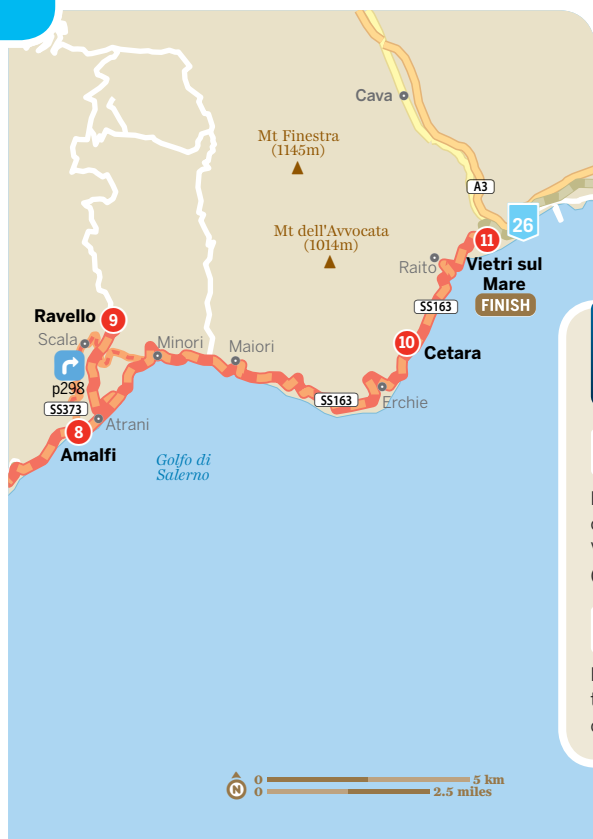 Cava
Mt Finestra
(1145m)
A3
Mt dell'Avvocata
(1014m)
26
11
Raito
Vietri sul
Mare
FINISH
SS163
Ravello
9
Scala
Minori
Maiori
10
Cetara
p298
SS373
SS163
Erchie
8
Atrani
Amalfi
Golfo di
Salerno
N
0 5 km
0 2.5 miles